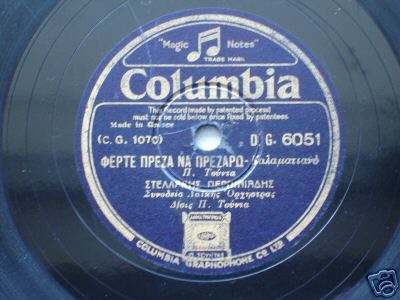 "Magic Notes"
TRADE MARK
Columbia
(This Record made by patented process)
must not be sold below price fixed by patentees
Made in Greece
(C. G. 1070)
D.G. 6051
ΦΕΡΤΕ ΠΡΕΖΑ ΝΑ ΠΡΕΖΑΡΩ- Καλαματιανό
Π. Τούντα
ΣΤΕΛΛΑΚΗΣ ΠΕΡΠΙΝΙΑΔΗΣ
Συνοδεία Λαϊκής Ορχήστρας
Δ)σις Π. Τούντα
COLUMBIA GRAPHOPHONE CO. LTD